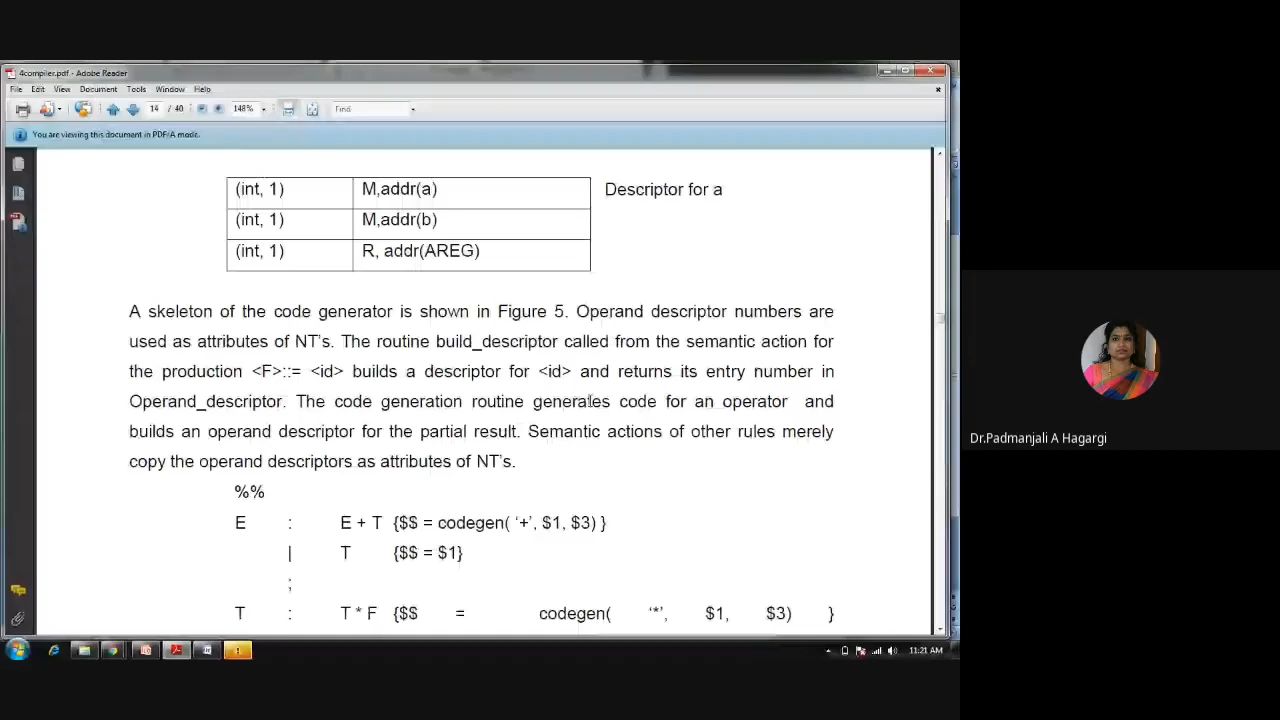 4compiler.pdf - Adobe Reader
File Edit View Document Tools Window Help
14 / 40 148% Find
You are viewing this document in PDF/A mode.
(int, 1) M,addr(a) Descriptor for a
(int, 1) M,addr(b)
(int, 1) R, addr(AREG)
A skeleton of the code generator is shown in Figure 5. Operand descriptor numbers are
used as attributes of NT's. The routine build_descriptor called from the semantic action for
the production <F>::= <id> builds a descriptor for <id> and returns its entry number in
Operand_descriptor. The code generation routine generates code for an operator and
builds an operand descriptor for the partial result. Semantic actions of other rules merely
copy the operand descriptors as attributes of NT's.
%%
E : E + T {$$ = codegen( ‘+’, $1, $3) }
| T {$$ = $1}
;
T : T * F {$$ = codegen( ‘*’, $1, $3) }
11:21 AM
Dr.Padmanjali A Hagargi